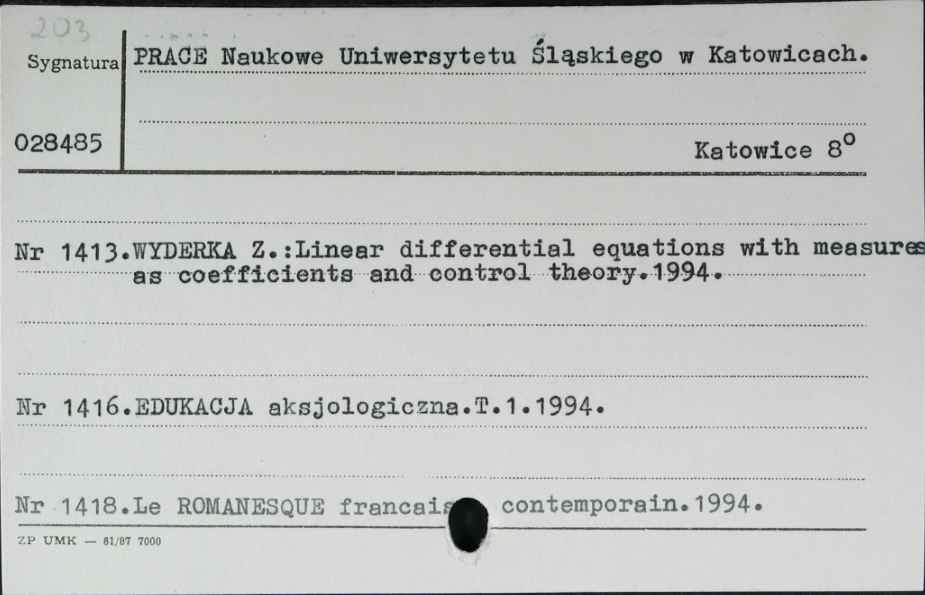 203
Sygnatura
PRACE Naukowe Uniwersytetu Śląskiego w Katowicach.
028485
Katowice 8º
Nr 1413.WYDERKA Z.:Linear differential equations with measures
as coefficients and control theory.1994.
Nr 1416.EDUKACJA aksjologiczna.T.1.1994.
Nr 1418.Le ROMANESQUE francais contemporain.1994.
ZP UMK — 61/87 7000